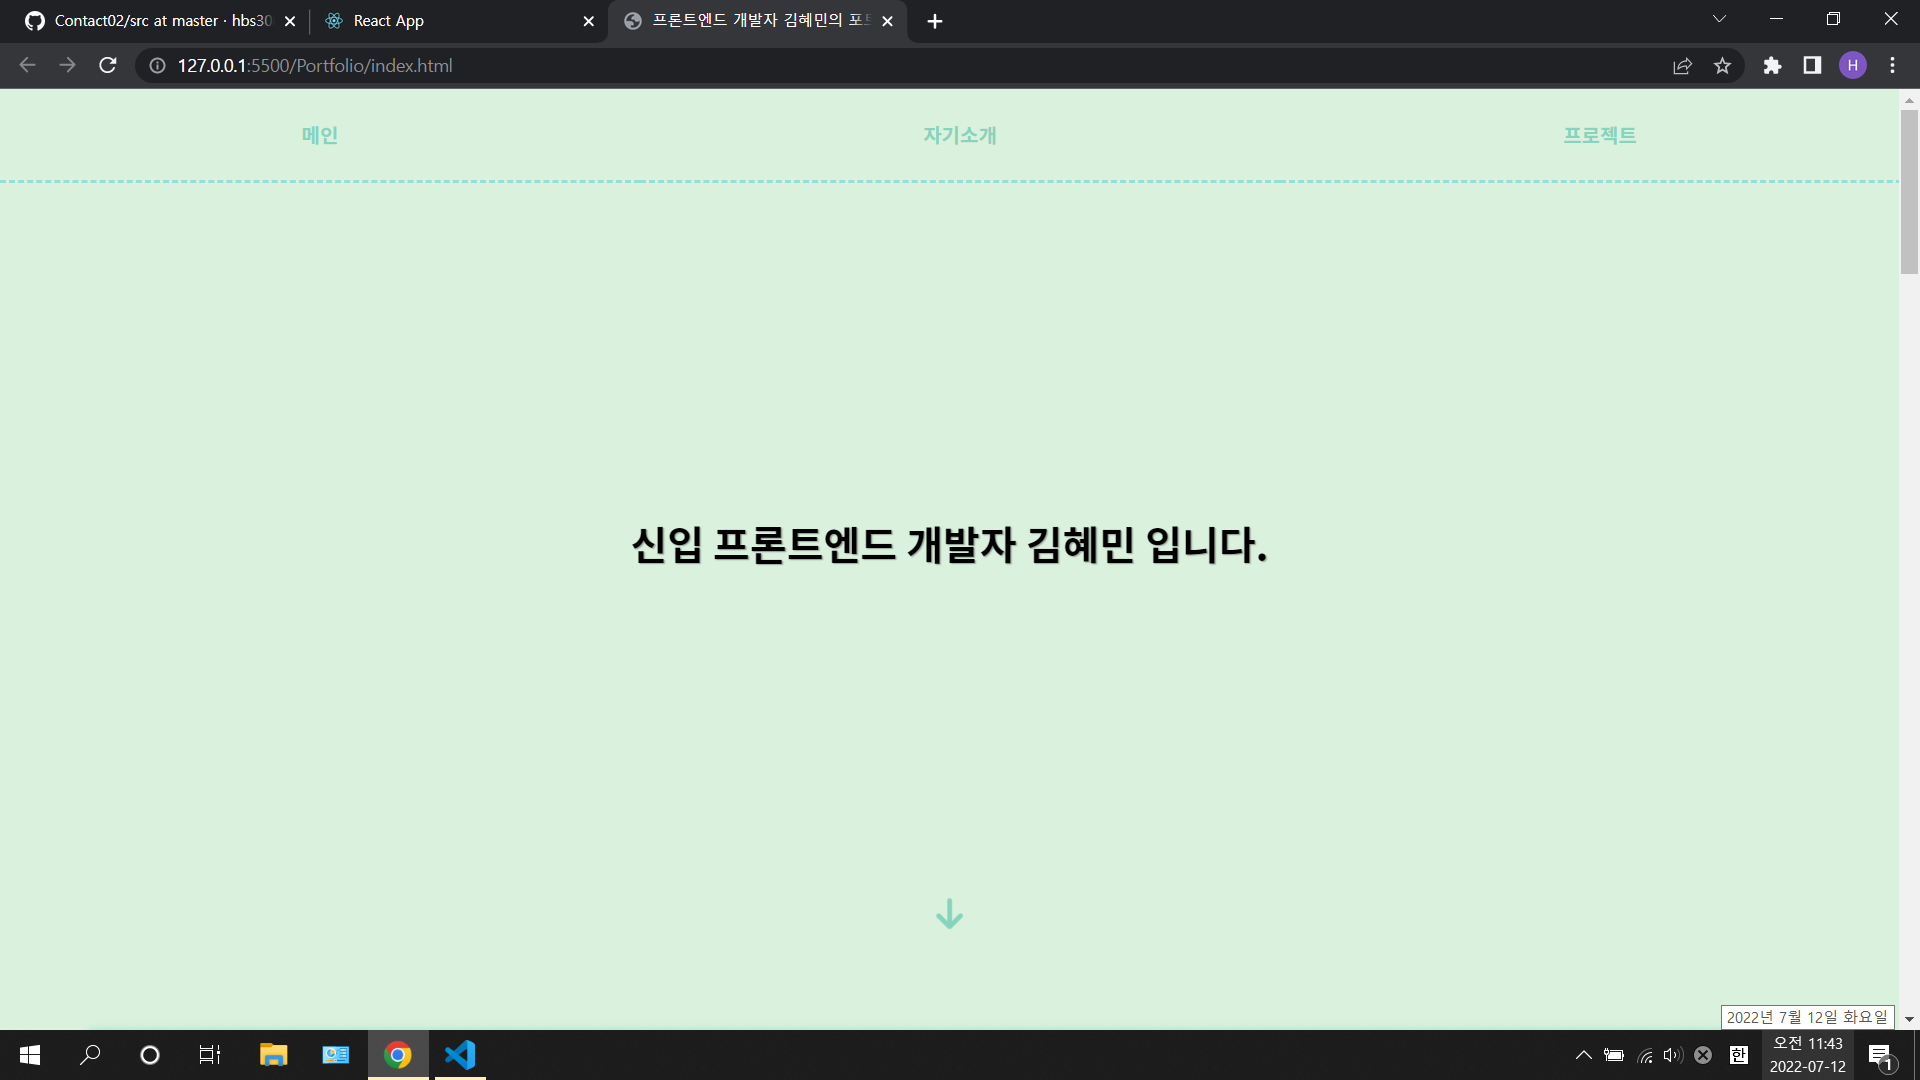 Contact02/src at master · hbs30
React App
프론트엔드 개발자 김혜민의 포트
127.0.0.1:5500/Portfolio/index.html
H
메인
자기소개
프로젝트
신입 프론트엔드 개발자 김혜민 입니다.
2022년 7월 12일 화요일
한
오전 11:43
2022-07-12
1